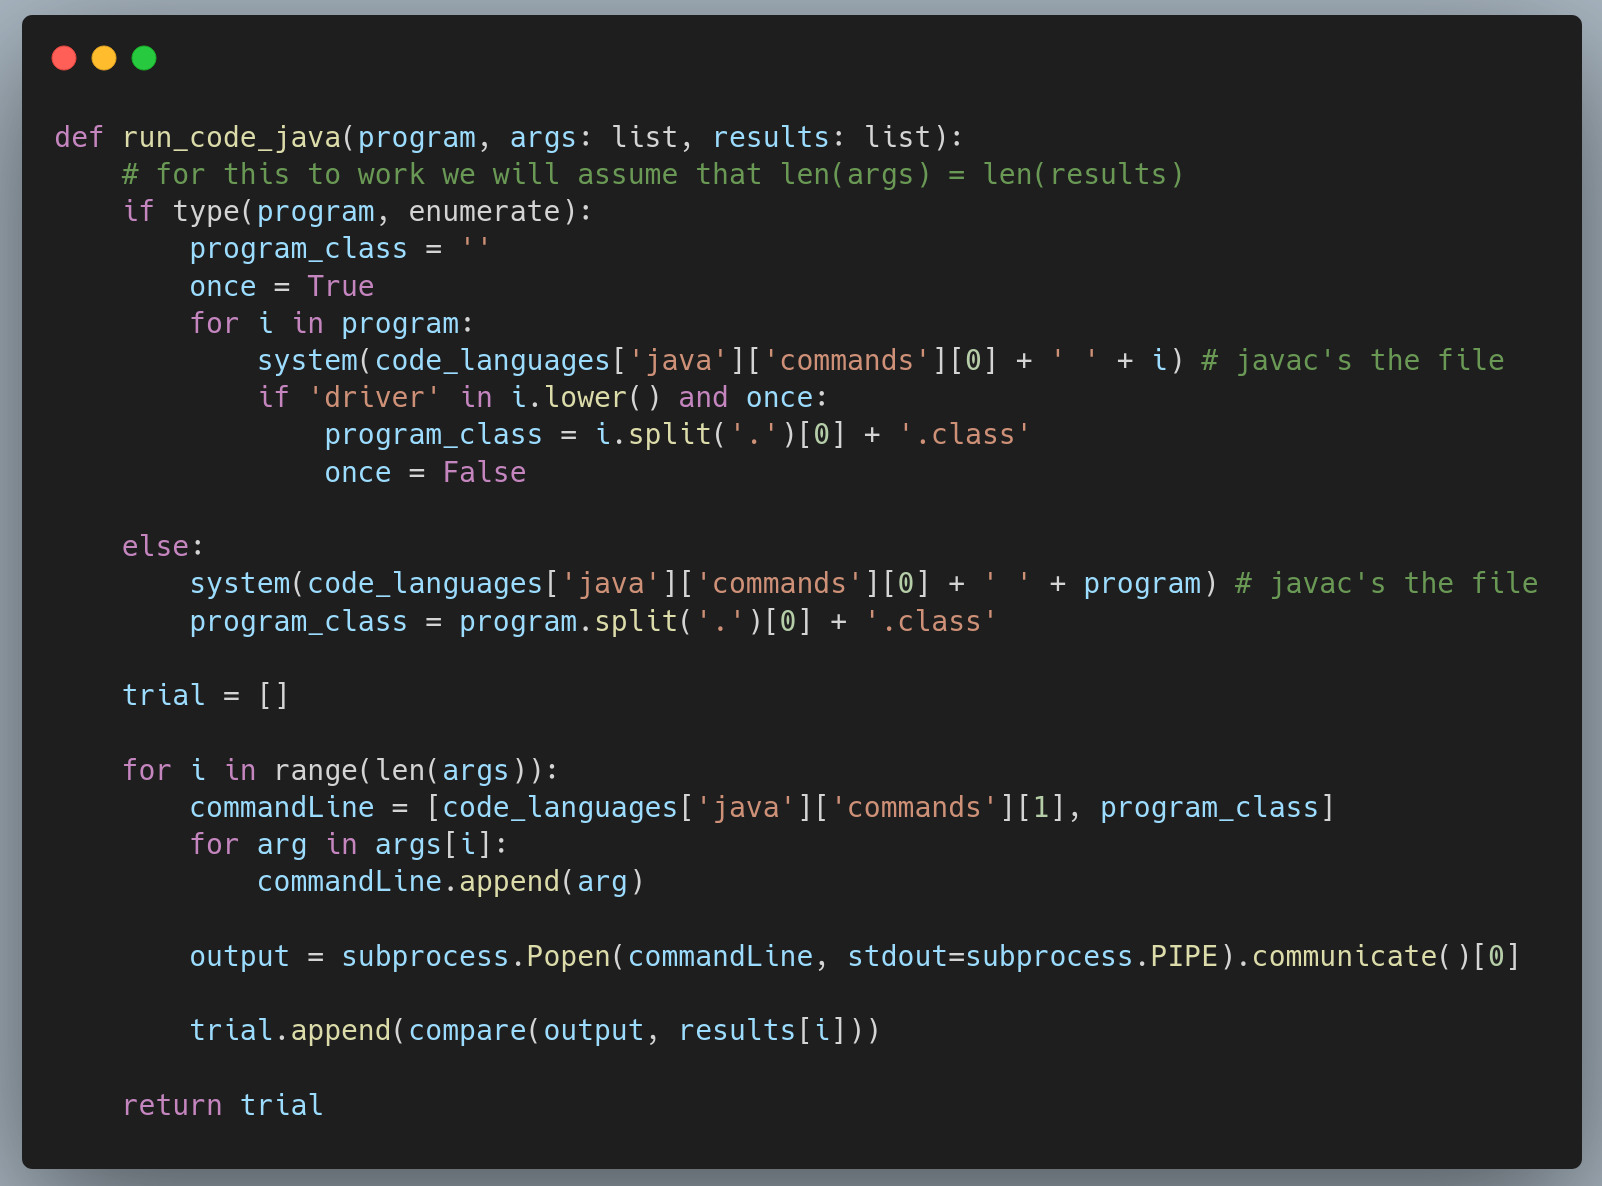 def run_code_java(program, args: list, results: list):
    # for this to work we will assume that len(args) = len(results)
    if type(program, enumerate):
        program_class = ''
        once = True
        for i in program:
            system(code_languages['java']['commands'][0] + ' ' + i) # javac's the file
            if 'driver' in i.lower() and once:
                program_class = i.split('.')[0] + '.class'
                once = False

    else:
        system(code_languages['java']['commands'][0] + ' ' + program) # javac's the file
        program_class = program.split('.')[0] + '.class'

    trial = []

    for i in range(len(args)):
        commandLine = [code_languages['java']['commands'][1], program_class]
        for arg in args[i]:
            commandLine.append(arg)

        output = subprocess.Popen(commandLine, stdout=subprocess.PIPE).communicate()[0]

        trial.append(compare(output, results[i]))

    return trial